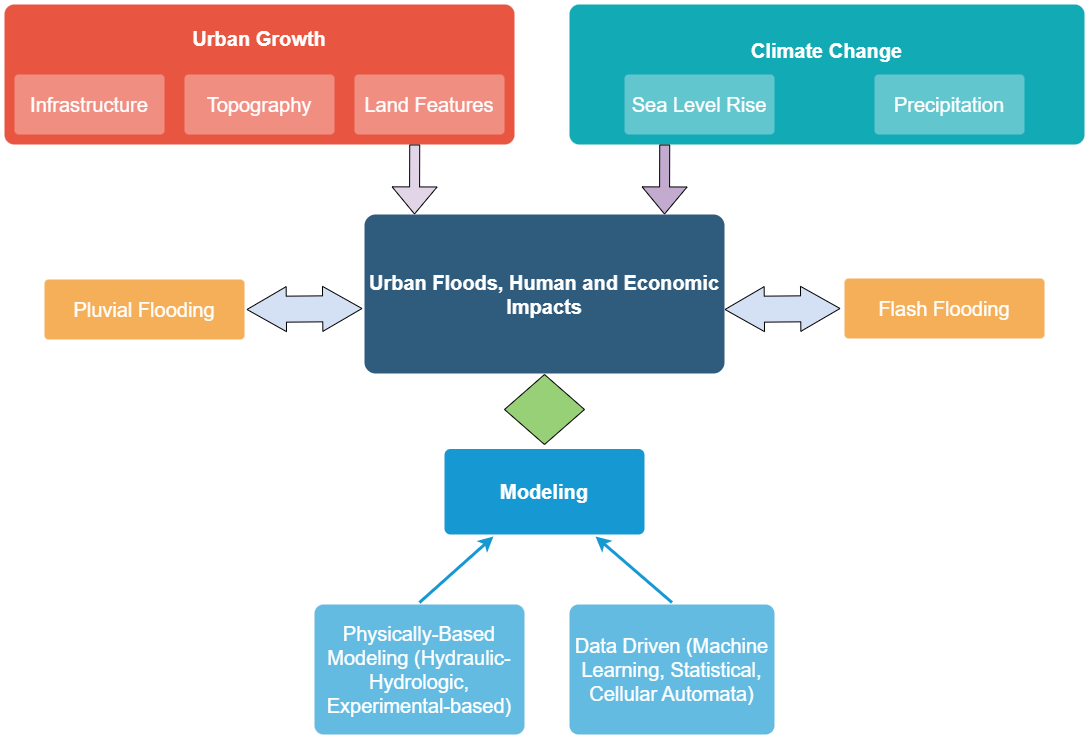 Urban Growth
Climate Change
Infrastructure
Topography
Land Features
Sea Level Rise
Precipitation
Urban Floods, Human and Economic
Impacts
Pluvial Flooding
Flash Flooding
Modeling
Physically-Based
Modeling (Hydraulic-
Hydrologic,
Experimental-based)
Data Driven (Machine
Learning, Statistical,
Cellular Automata)